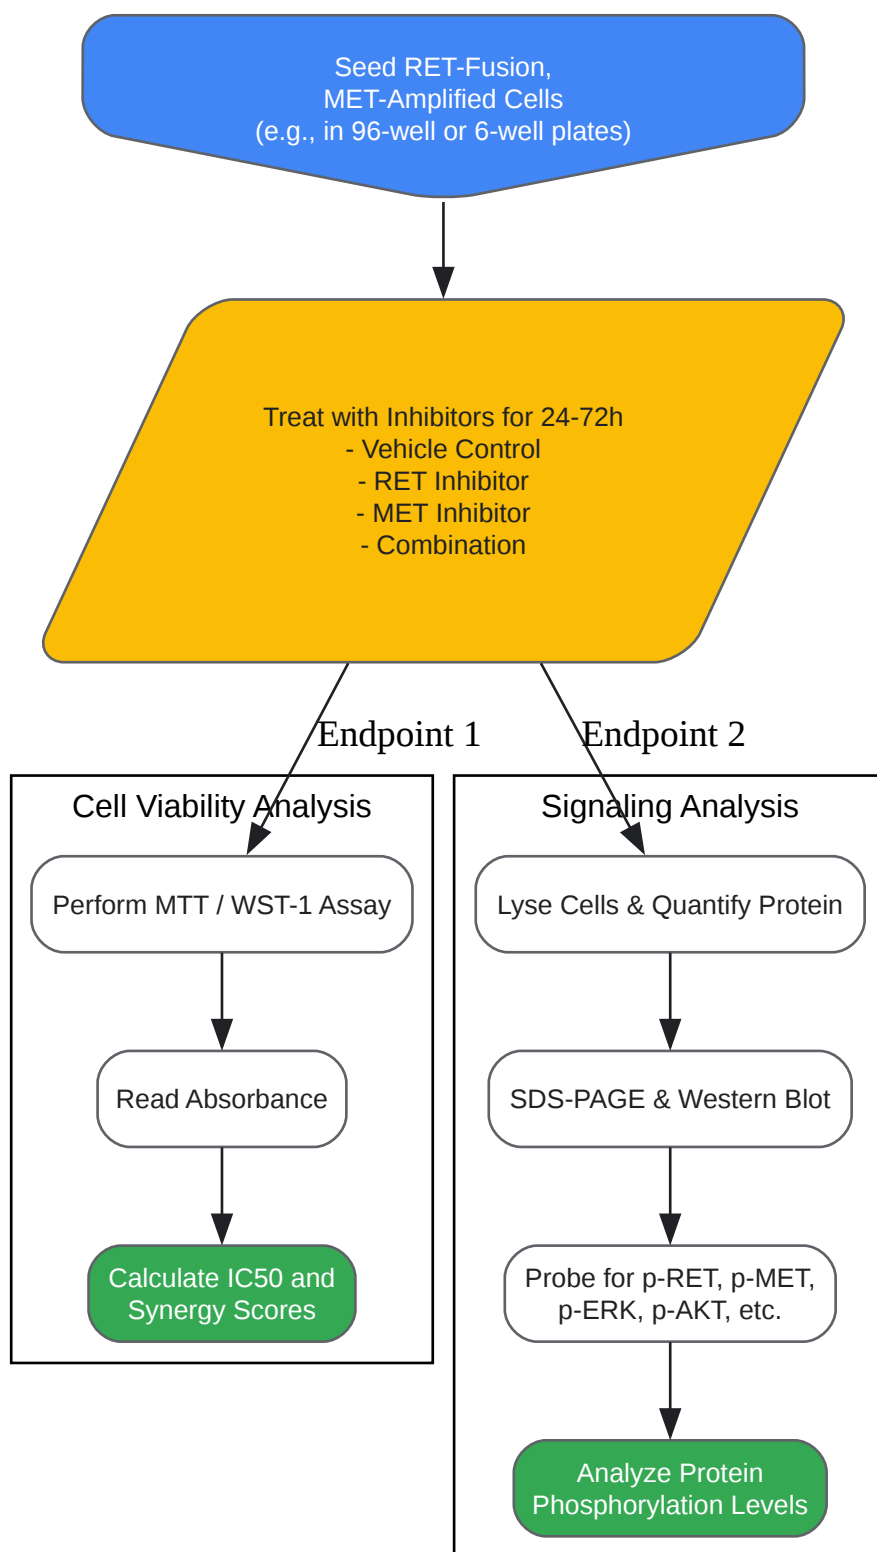 Seed RET-Fusion,
MET-Amplified Cells
(e.g., in 96-well or 6-well plates)
Treat with Inhibitors for 24-72h
- Vehicle Control
- RET Inhibitor
- MET Inhibitor
- Combination
Endpoint 1
Endpoint 2
Cell Viability Analysis
Perform MTT / WST-1 Assay
Read Absorbance
Calculate IC50 and
Synergy Scores
Signaling Analysis
Lyse Cells & Quantify Protein
SDS-PAGE & Western Blot
Probe for p-RET, p-MET,
p-ERK, p-AKT, etc.
Analyze Protein
Phosphorylation Levels